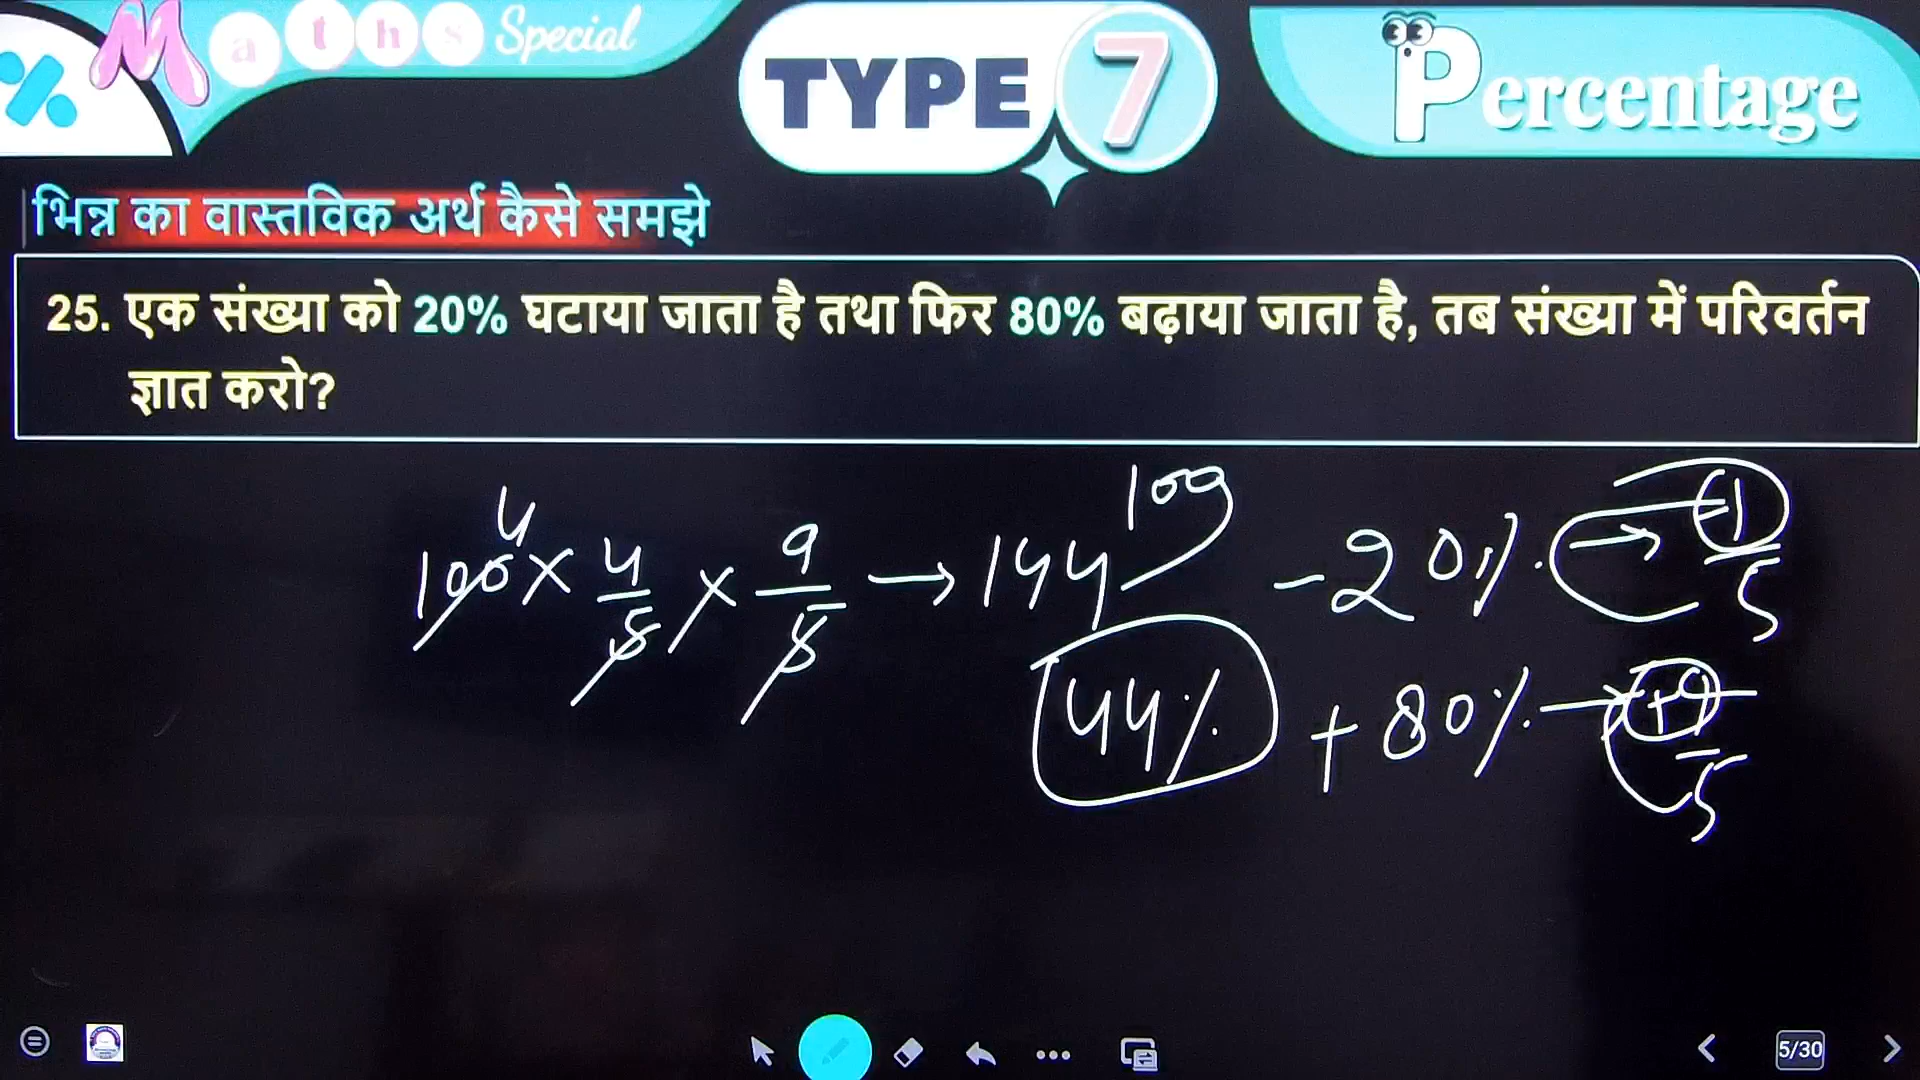 % Maths Special
TYPE 7
Percentage
भिन्न का वास्तविक अर्थ कैसे समझे
25. एक संख्या को 20% घटाया जाता है तथा फिर 80% बढ़ाया जाता है, तब संख्या में परिवर्तन
ज्ञात करो?
4
100 × 4/5 × 9/5 → 144 100
44%
-20% → -1/5
+80% →
5/30